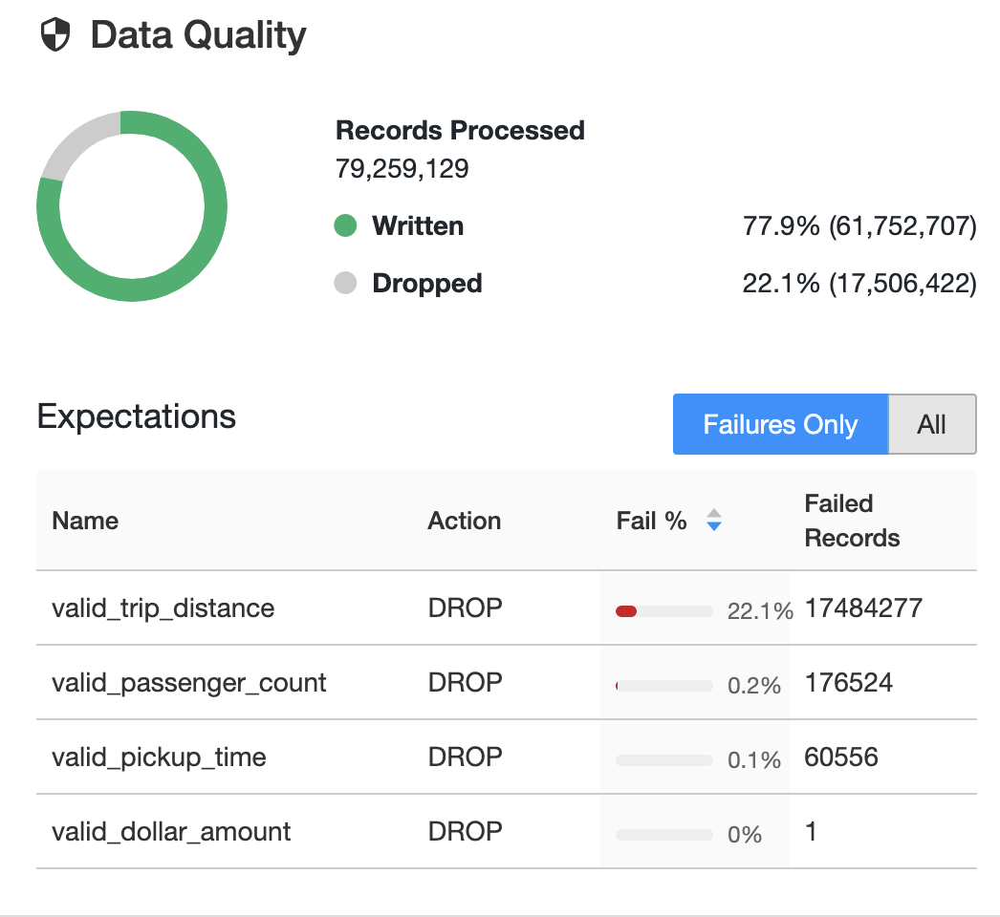 Data Quality
Records Processed
79,259,129
Written 77.9% (61,752,707)
Dropped 22.1% (17,506,422)
Expectations Failures Only All
Name Action Fail % Failed Records
valid_trip_distance DROP 22.1% 17484277
valid_passenger_count DROP 0.2% 176524
valid_pickup_time DROP 0.1% 60556
valid_dollar_amount DROP 0% 1